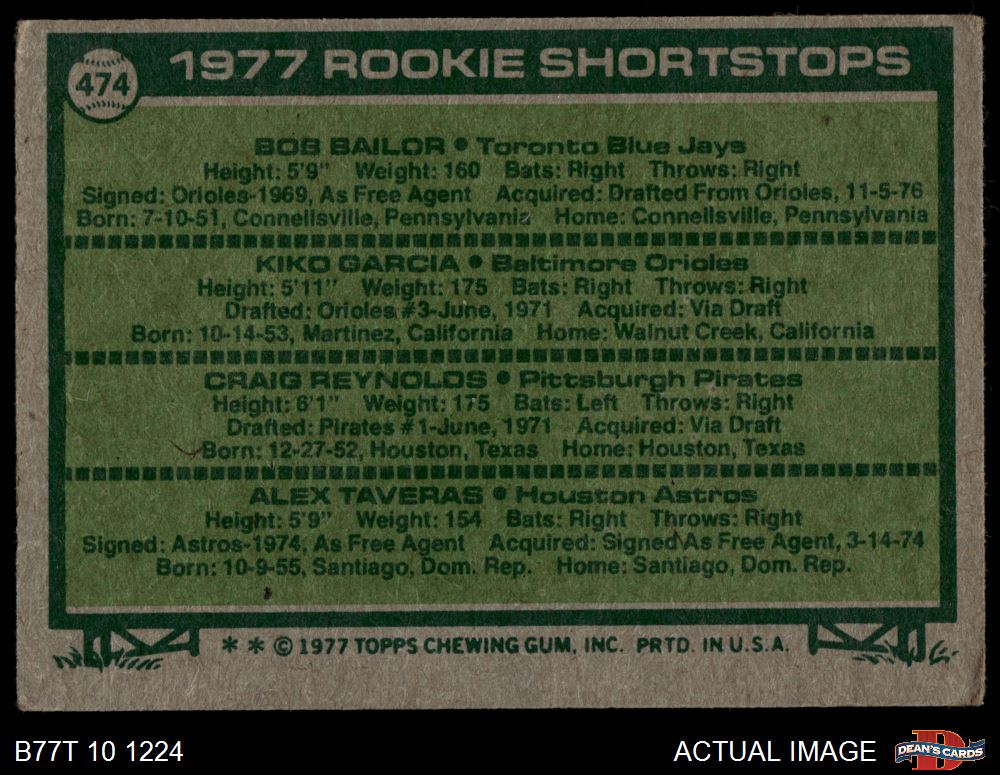 474
1977 ROOKIE SHORTSTOPS
BOB BAILOR • Toronto Blue Jays
Height: 5'9" Weight: 160 Bats: Right Throws: Right
Signed: Orioles-1969, As Free Agent Acquired: Drafted From Orioles, 11-5-76
Born: 7-10-51, Connellsville, Pennsylvania Home: Connellsville, Pennsylvania
KIKO GARCIA • Baltimore Orioles
Height: 5'11" Weight: 175 Bats: Right Throws: Right
Drafted: Orioles #3-June, 1971 Acquired: Via Draft
Born: 10-14-53, Martinez, California Home: Walnut Creek, California
CRAIG REYNOLDS • Pittsburgh Pirates
Height: 6'1" Weight: 175 Bats: Left Throws: Right
Drafted: Pirates #1-June, 1971 Acquired: Via Draft
Born: 12-27-52, Houston, Texas Home: Houston, Texas
ALEX TAVERAS • Houston Astros
Height: 5'9" Weight: 154 Bats: Right Throws: Right
Signed: Astros-1974, As Free Agent Acquired: Signed As Free Agent, 3-14-74
Born: 10-9-55, Santiago, Dom. Rep. Home: Santiago, Dom. Rep.
* * © 1977 TOPPS CHEWING GUM, INC. PRTD. IN U.S.A.
B77T 10 1224 ACTUAL IMAGE D DEAN'S CARDS